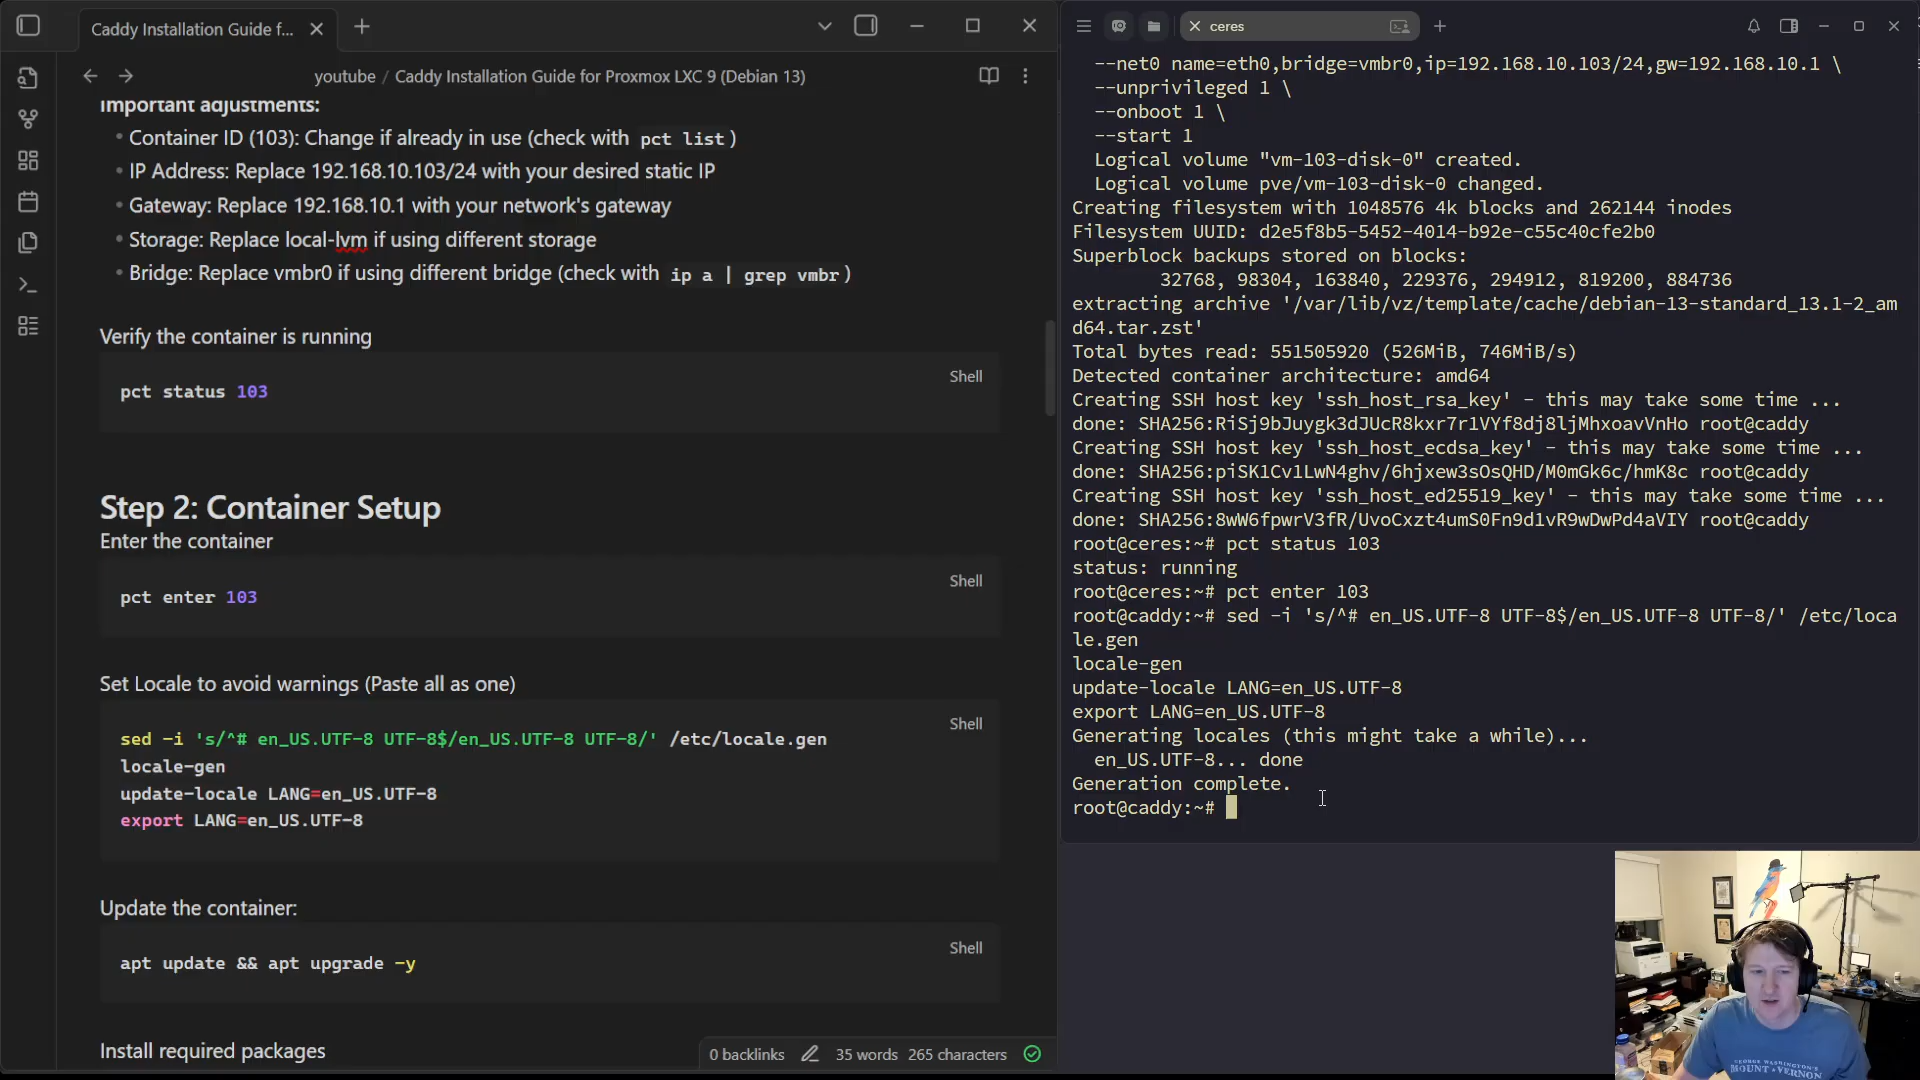 Caddy Installation Guide f...
youtube / Caddy Installation Guide for Proxmox LXC 9 (Debian 13)
Important adjustments:
Container ID (103): Change if already in use (check with pct list)
IP Address: Replace 192.168.10.103/24 with your desired static IP
Gateway: Replace 192.168.10.1 with your network's gateway
Storage: Replace local-lvm if using different storage
Bridge: Replace vmbr0 if using different bridge (check with ip a | grep vmbr)
Verify the container is running
Shell
pct status 103
Step 2: Container Setup
Enter the container
Shell
pct enter 103
Set Locale to avoid warnings (Paste all as one)
Shell
sed -i 's/^# en_US.UTF-8 UTF-8$/en_US.UTF-8 UTF-8/' /etc/locale.gen
locale-gen
update-locale LANG=en_US.UTF-8
export LANG=en_US.UTF-8
Update the container:
Shell
apt update && apt upgrade -y
Install required packages
0 backlinks 35 words 265 characters
ceres
--net0 name=eth0,bridge=vmbr0,ip=192.168.10.103/24,gw=192.168.10.1 \
--unprivileged 1 \
--onboot 1 \
--start 1
Logical volume "vm-103-disk-0" created.
Logical volume pve/vm-103-disk-0 changed.
Creating filesystem with 1048576 4k blocks and 262144 inodes
Filesystem UUID: d2e5f8b5-5452-4014-b92e-c55c40cfe2b0
Superblock backups stored on blocks:
32768, 98304, 163840, 229376, 294912, 819200, 884736
extracting archive '/var/lib/vz/template/cache/debian-13-standard_13.1-2_am
d64.tar.zst'
Total bytes read: 551505920 (526MiB, 746MiB/s)
Detected container architecture: amd64
Creating SSH host key 'ssh_host_rsa_key' - this may take some time ...
done: SHA256:RiSj9bJuygk3dJUcR8kxr7r1VYf8dj8ljMhxoavVnHo root@caddy
Creating SSH host key 'ssh_host_ecdsa_key' - this may take some time ...
done: SHA256:piSK1Cv1LwN4ghv/6hjxew3sOsQHD/M0mGk6c/hmK8c root@caddy
Creating SSH host key 'ssh_host_ed25519_key' - this may take some time ...
done: SHA256:8wW6fpwrV3fR/UvoCxzt4umS0Fn9dlvR9wDwPd4aVIY root@caddy
root@ceres:~# pct status 103
status: running
root@ceres:~# pct enter 103
root@caddy:~# sed -i 's/^# en_US.UTF-8 UTF-8$/en_US.UTF-8 UTF-8/' /etc/loca
le.gen
locale-gen
update-locale LANG=en_US.UTF-8
export LANG=en_US.UTF-8
Generating locales (this might take a while)...
en_US.UTF-8... done
Generation complete.
root@caddy:~#
GEORGE WASHINGTON'S
MOUNT VERNON